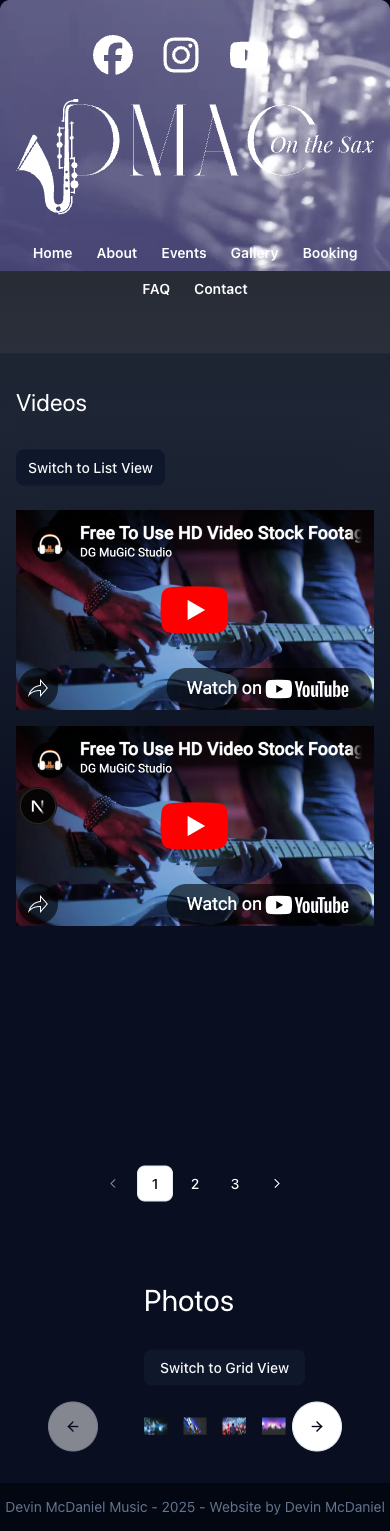 DMAC
On the Sax
Home About Events Gallery Booking
FAQ Contact
Videos
Switch to List View
Free To Use HD Video Stock Footag
DG MuGiC Studio
Watch on YouTube
Free To Use HD Video Stock Footag
DG MuGiC Studio
N
Watch on YouTube
1 2 3
Photos
Switch to Grid View
Devin McDaniel Music - 2025 - Website by Devin McDaniel